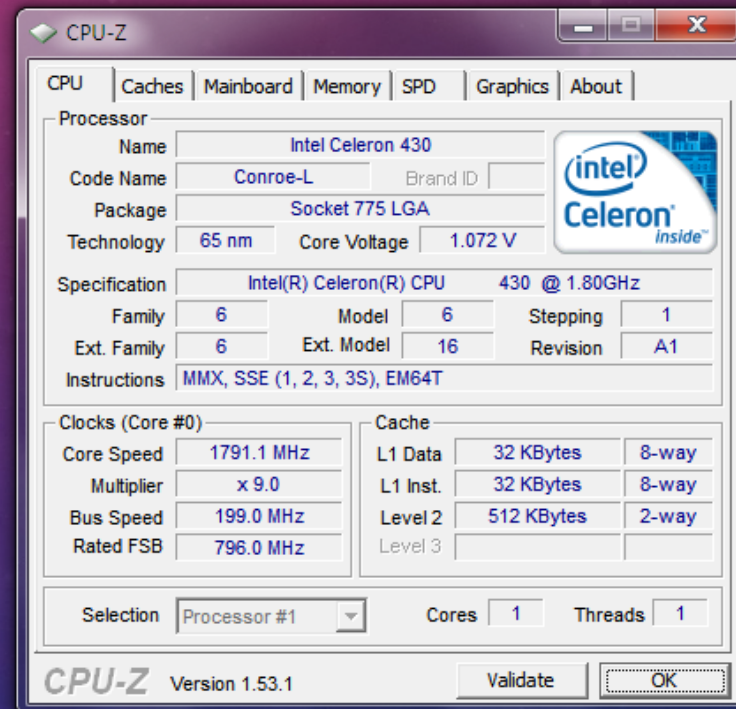 CPU-Z
CPU Caches Mainboard Memory SPD Graphics About
Processor
Name Intel Celeron 430
Code Name Conroe-L Brand ID
Package Socket 775 LGA
Technology 65 nm Core Voltage 1.072 V
intel Celeron inside™
Specification Intel(R) Celeron(R) CPU 430 @ 1.80GHz
Family 6 Model 6 Stepping 1
Ext. Family 6 Ext. Model 16 Revision A1
Instructions MMX, SSE (1, 2, 3, 3S), EM64T
Clocks (Core #0)
Core Speed 1791.1 MHz
Multiplier x 9.0
Bus Speed 199.0 MHz
Rated FSB 796.0 MHz
Cache
L1 Data 32 KBytes 8-way
L1 Inst. 32 KBytes 8-way
Level 2 512 KBytes 2-way
Level 3
Selection Processor #1 Cores 1 Threads 1
CPU-Z Version 1.53.1 Validate OK